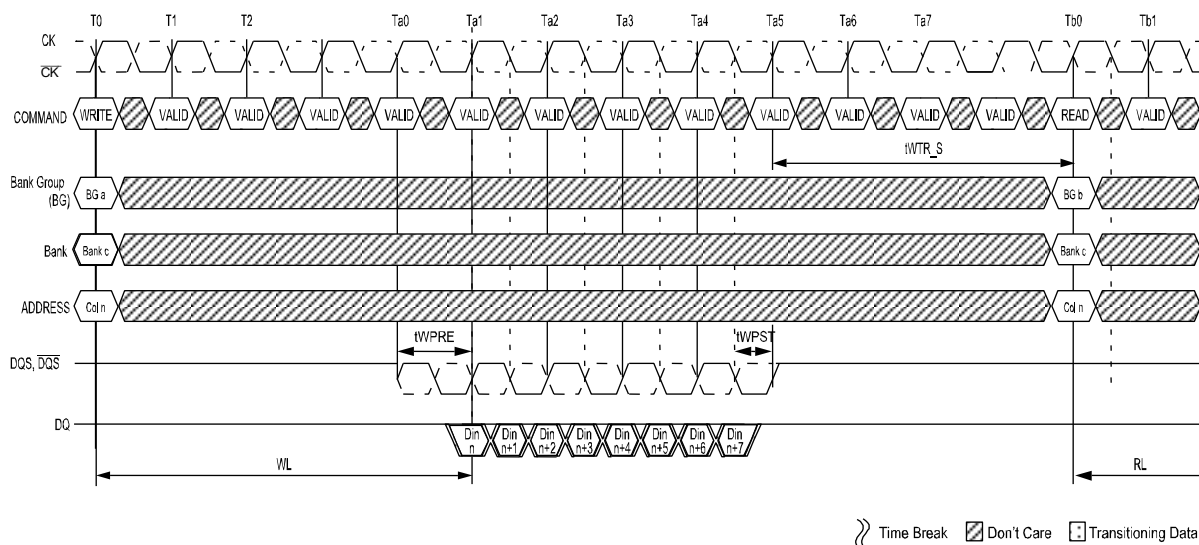 T0 T1 T2 Ta0 Ta1 Ta2 Ta3 Ta4 Ta5 Ta6 Ta7 Tb0 Tb1
CK
CK
COMMAND WRITE VALID VALID VALID VALID VALID VALID VALID VALID VALID VALID VALID VALID READ VALID
tWTR_S
Bank Group
(BG) BG a BG b
Bank Bank c Bank c
ADDRESS Col n Col n
tWPRE tWPST
DQS, DQS
DQ Din n Din n+1 Din n+2 Din n+3 Din n+4 Din n+5 Din n+6 Din n+7
WL RL
Time Break Don't Care Transitioning Data